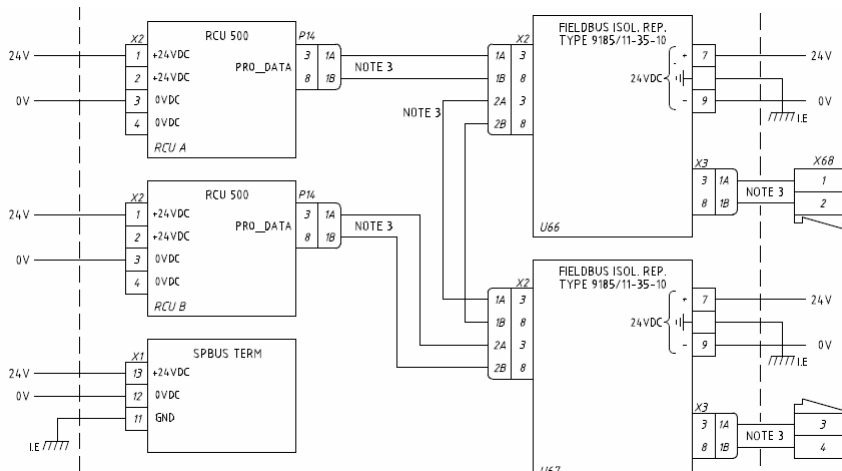 RCU 500
X2
P14
24V
1 +24VDC
2 +24VDC
PRO_DATA
3 1A
8 1B
NOTE 3
0V
3 0VDC
4 0VDC
RCU A
FIELDBUS ISOL. REP.
TYPE 9185/11-35-10
X2
1A 3
1B 8
2A 3
2B 8
NOTE 3
24VDC
+ 7
- 9
24V
0V
I.E
X3
3 1A
8 1B
NOTE 3
X68
1
2
U66
RCU 500
X2
P14
24V
1 +24VDC
2 +24VDC
PRO_DATA
3 1A
8 1B
NOTE 3
0V
3 0VDC
4 0VDC
RCU B
FIELDBUS ISOL. REP.
TYPE 9185/11-35-10
X2
1A 3
1B 8
2A 3
2B 8
24VDC
+ 7
- 9
24V
0V
I.E
X3
3 1A
8 1B
NOTE 3
3
4
U67
SPBUS TERM
X1
24V
13 +24VDC
0V
12 0VDC
11 GND
I.E